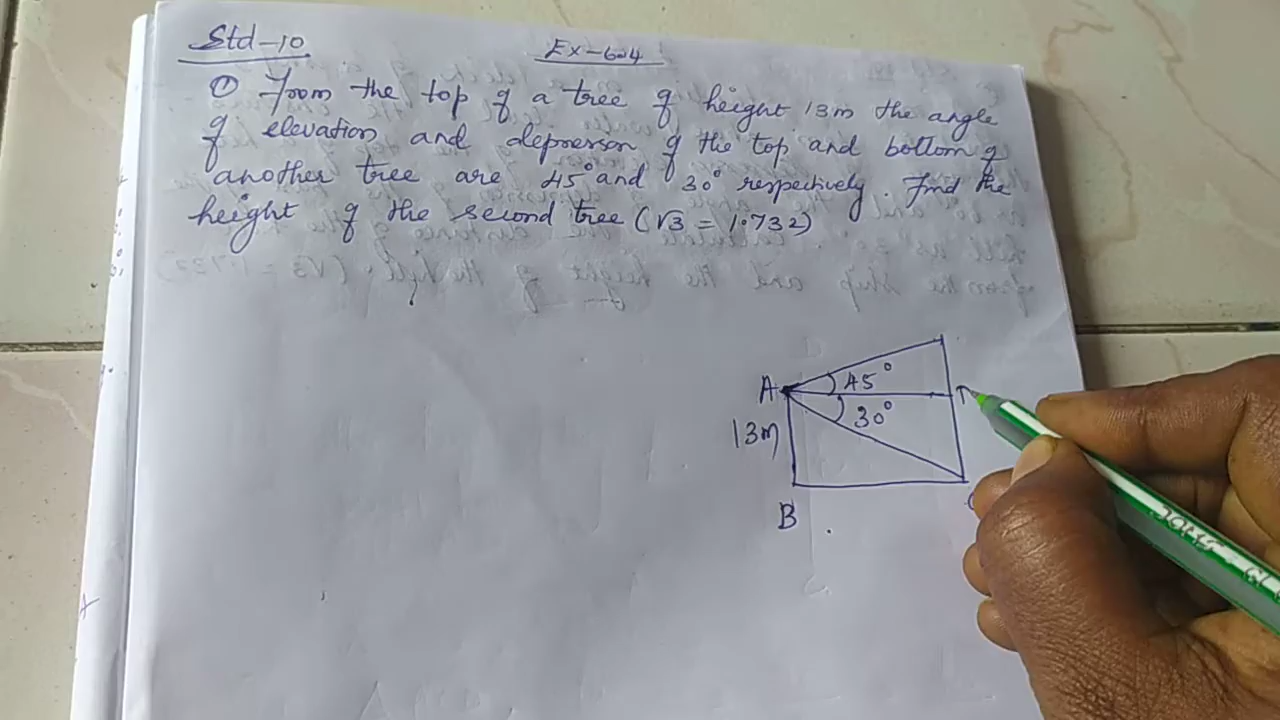 Std-10
Ex-6.4
① From the top of a tree of height 13m the angle
of elevation and depression of the top and bottom of
another tree are 45° and 30° respectively. Find the
height of the second tree (√3 = 1.732)
A
45°
30°
13m
B